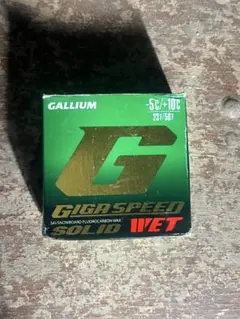 GALLIUM
-5℃/+10℃
23℉/50℉
G
GIGA SPEED
SKI/SNOWBOARD FLUOROCARBON WAX
SOLID WET